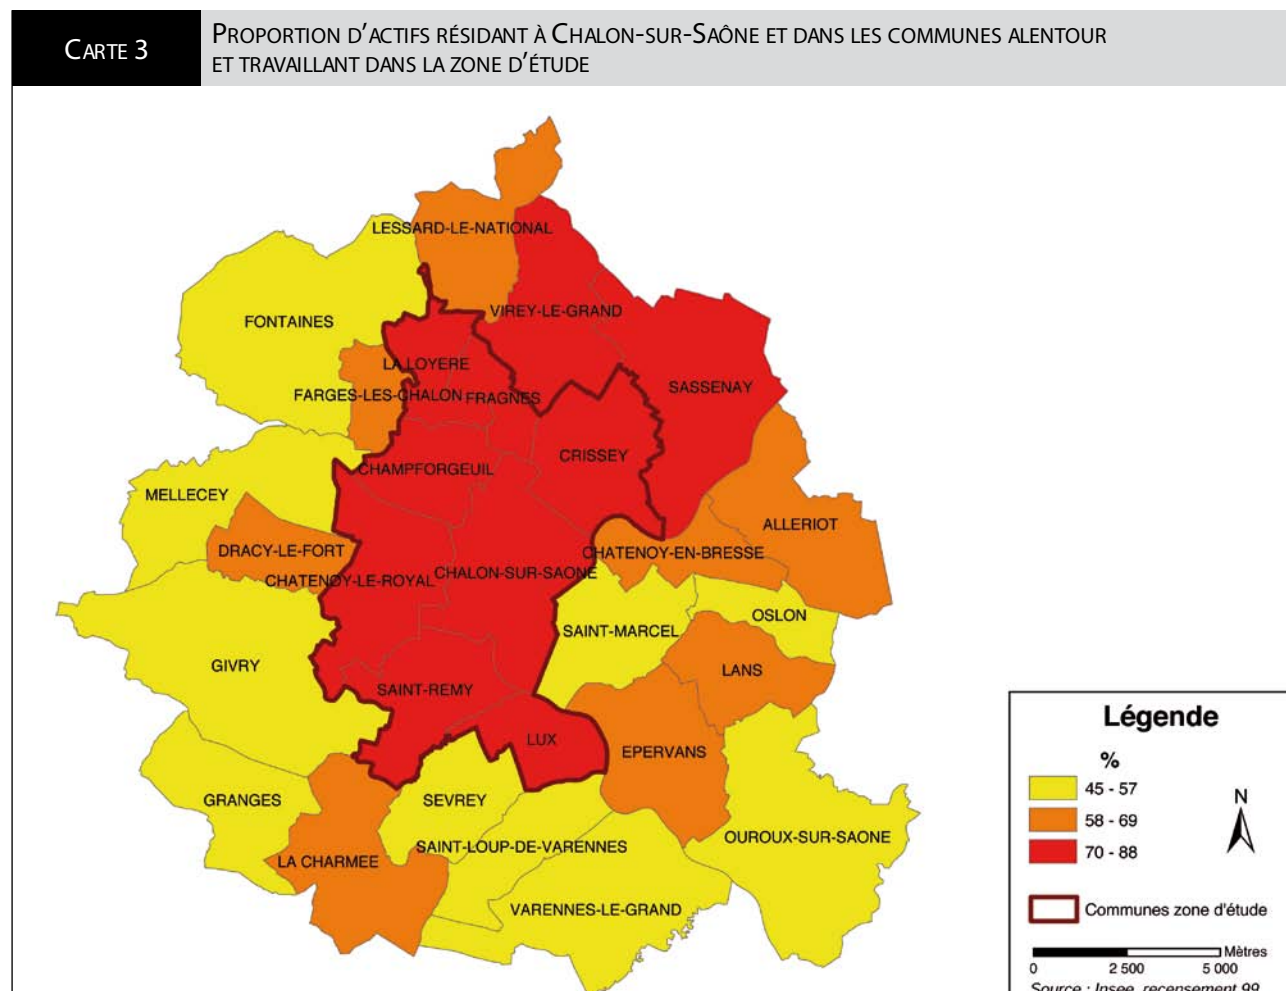 CARTE 3
PROPORTION D'ACTIFS RÉSIDANT À CHALON-SUR-SAÔNE ET DANS LES COMMUNES ALENTOUR
ET TRAVAILLANT DANS LA ZONE D'ÉTUDE
LESSARD-LE-NATIONAL
VIREY-LE-GRAND
FONTAINES
LA LOYERE
SASSENAY
FARGES-LES-CHALON
FRAGNES
CRISSEY
CHAMPFORGEUIL
MELLECEY
ALLERIOT
DRACY-LE-FORT
CHATENOY-EN-BRESSE
CHATENOY-LE-ROYAL
CHALON-SUR-SAONE
OSLON
SAINT-MARCEL
GIVRY
LANS
SAINT-REMY
LUX
EPERVANS
GRANGES
SEVREY
OUROUX-SUR-SAONE
SAINT-LOUP-DE-VARENNES
LA CHARMEE
VARENNES-LE-GRAND
Légende
%
45 - 57
58 - 69
70 - 88
N
Communes zone d'étude
Mètres
0 2 500 5 000
Source : Insee, recensement 99